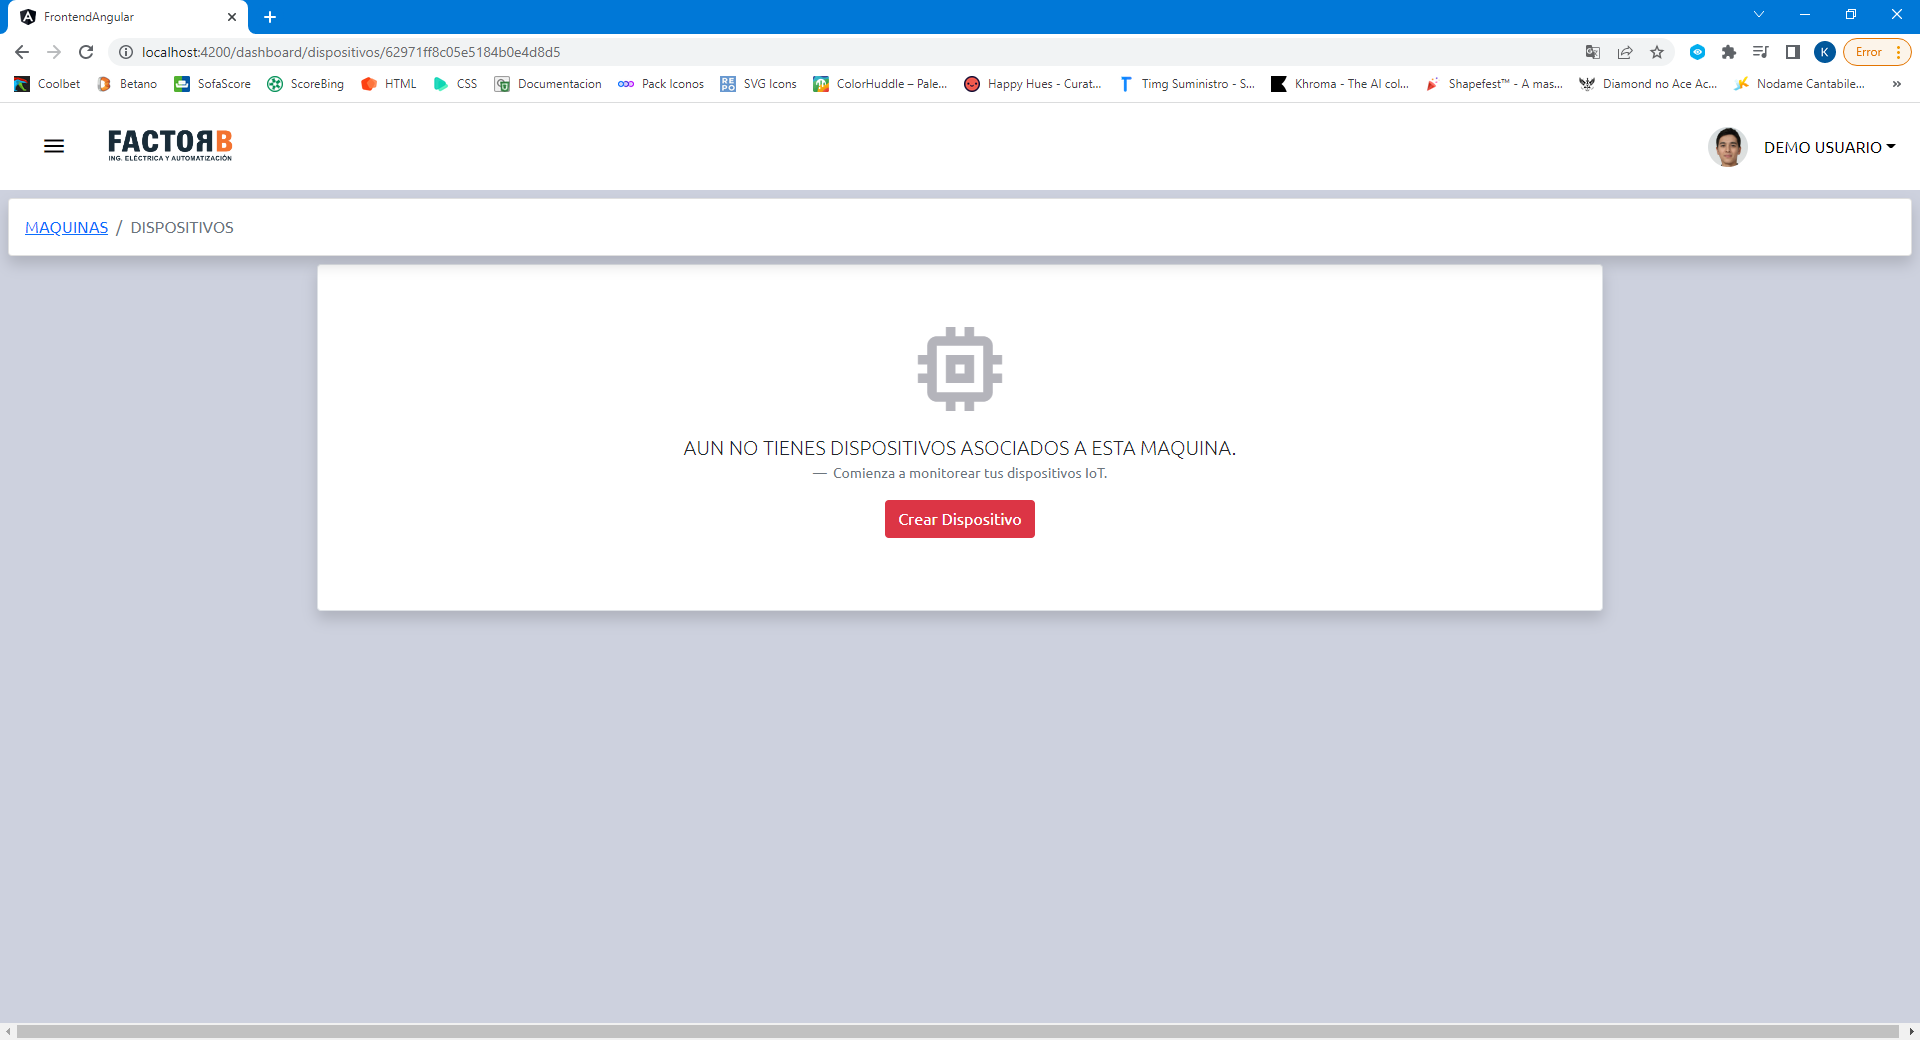 FrontendAngular
localhost:4200/dashboard/dispositivos/62971ff8c05e5184b0e4d8d5
K
Error
Coolbet
Betano
SofaScore
ScoreBing
HTML
CSS
Documentacion
Pack Iconos
SVG Icons
ColorHuddle – Pale...
Happy Hues - Curat...
Timg Suministro - S...
Khroma - The AI col...
Shapefest™ - A mas...
Diamond no Ace Ac...
Nodame Cantabile...
»
FACTOЯB
ING. ELÉCTRICA Y AUTOMATIZACIÓN
DEMO USUARIO
MAQUINAS / DISPOSITIVOS
AUN NO TIENES DISPOSITIVOS ASOCIADOS A ESTA MAQUINA.
— Comienza a monitorear tus dispositivos IoT.
Crear Dispositivo